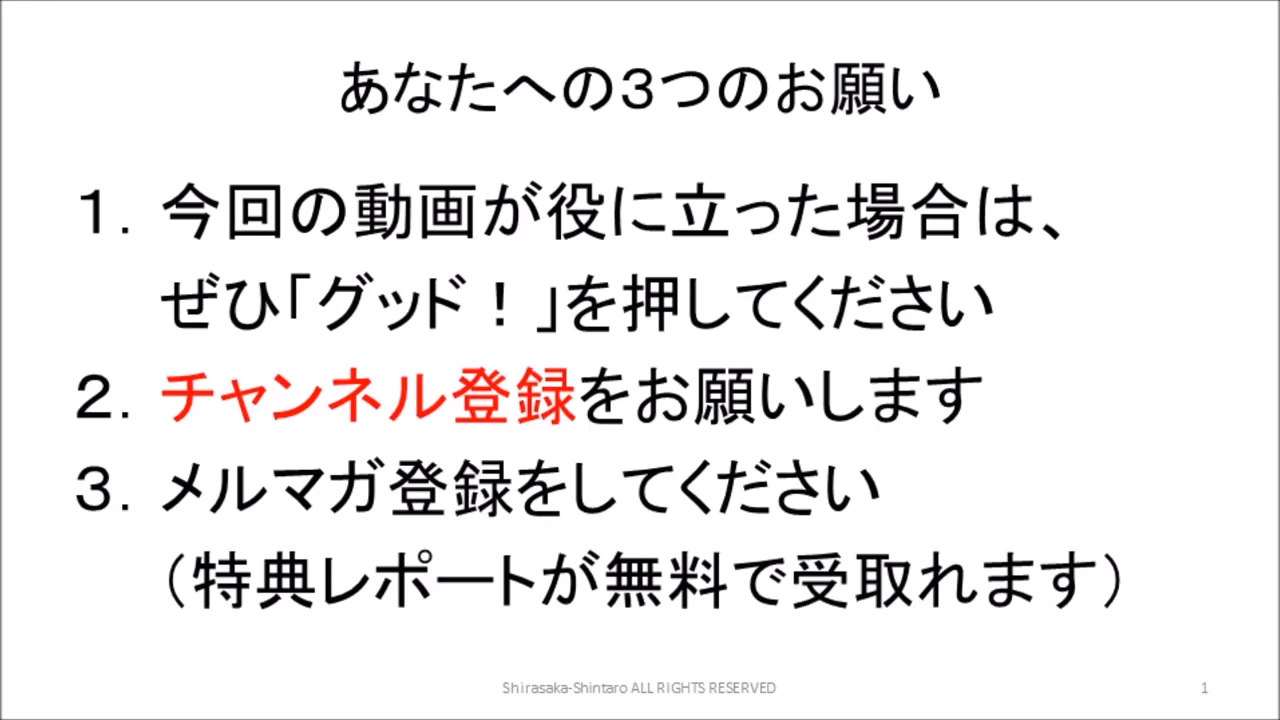 あなたへの３つのお願い
１. 今回の動画が役に立った場合は、
ぜひ「グッド！」を押してください
２. チャンネル登録をお願いします
３. メルマガ登録をしてください
（特典レポートが無料で受取れます）
Shirasaka-Shintaro ALL RIGHTS RESERVED
1